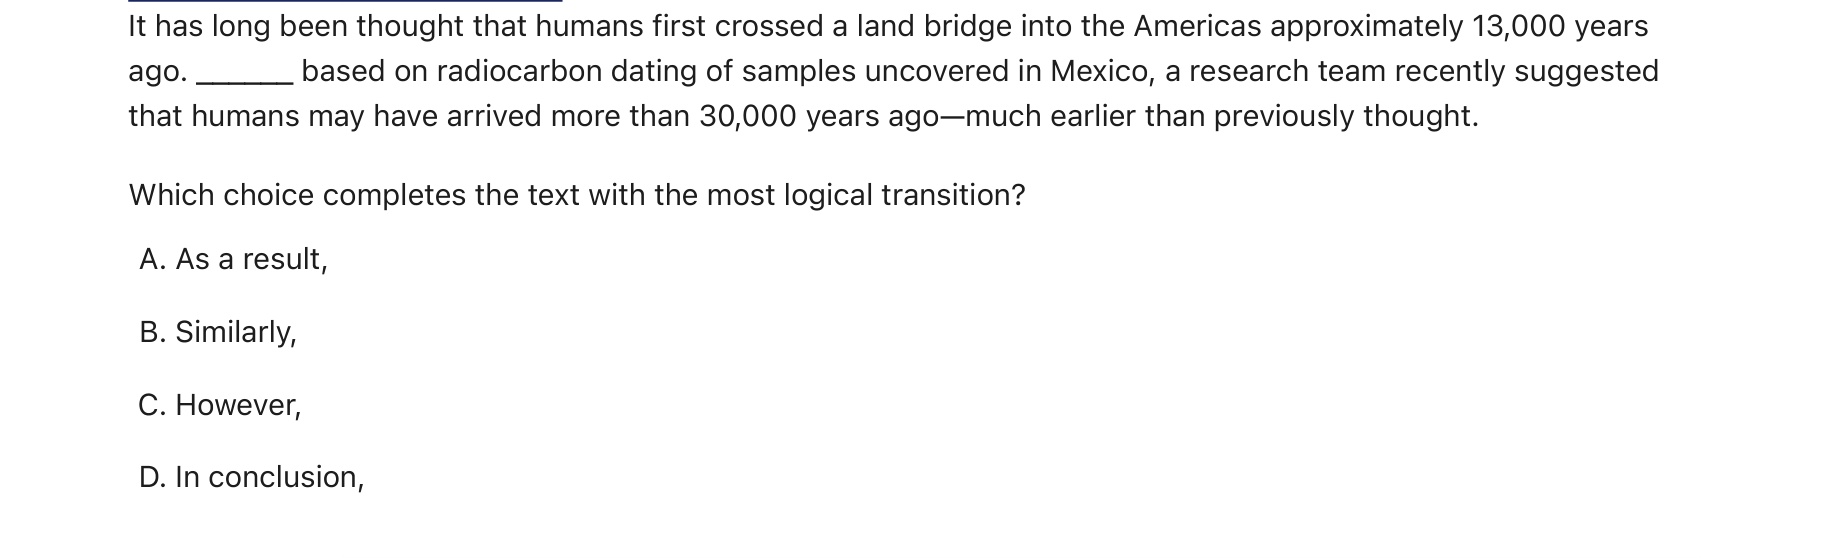 It has long been thought that humans first crossed a land bridge into the Americas approximately 13,000 years
ago. ______ based on radiocarbon dating of samples uncovered in Mexico, a research team recently suggested
that humans may have arrived more than 30,000 years ago—much earlier than previously thought.
Which choice completes the text with the most logical transition?
A. As a result,
B. Similarly,
C. However,
D. In conclusion,